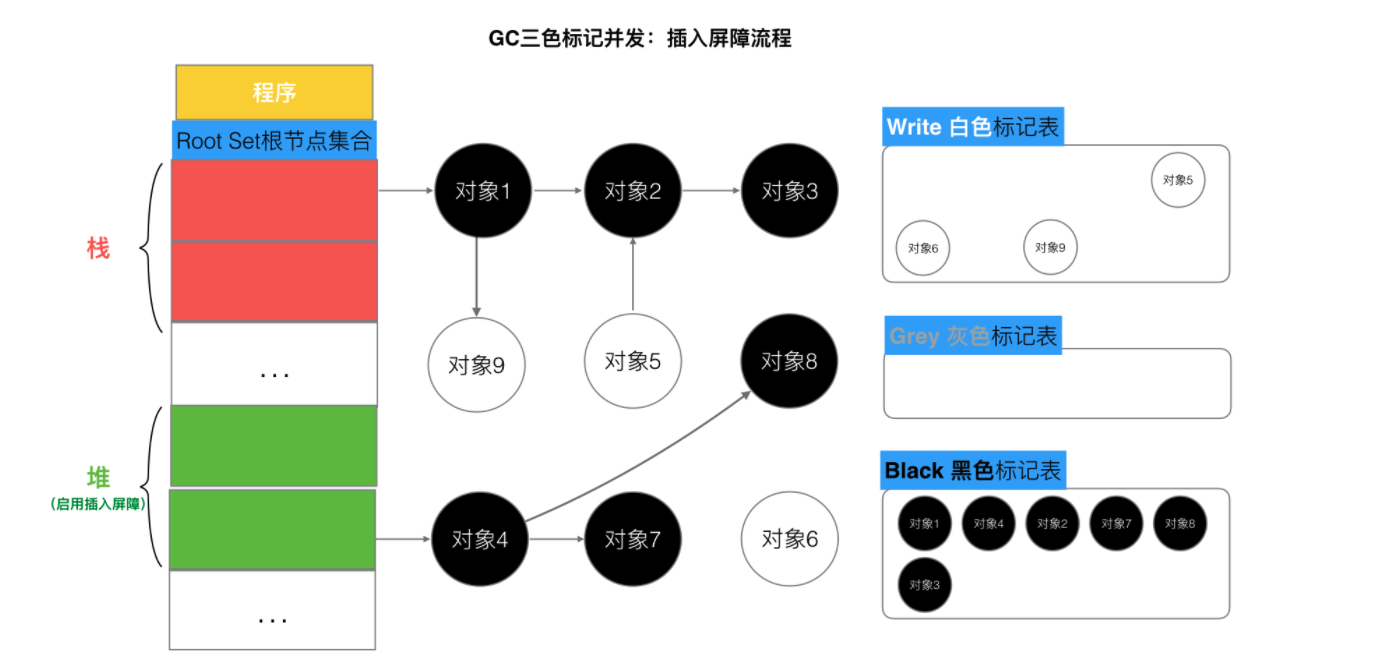 GC三色标记并发：插入屏障流程
程序
Root Set根节点集合
栈
...
堆
（启用插入屏障）
...
对象1
对象2
对象3
对象9
对象5
对象8
对象4
对象7
对象6
Write 白色标记表
对象5
对象6
对象9
Grey 灰色标记表
Black 黑色标记表
对象1
对象4
对象2
对象7
对象8
对象3